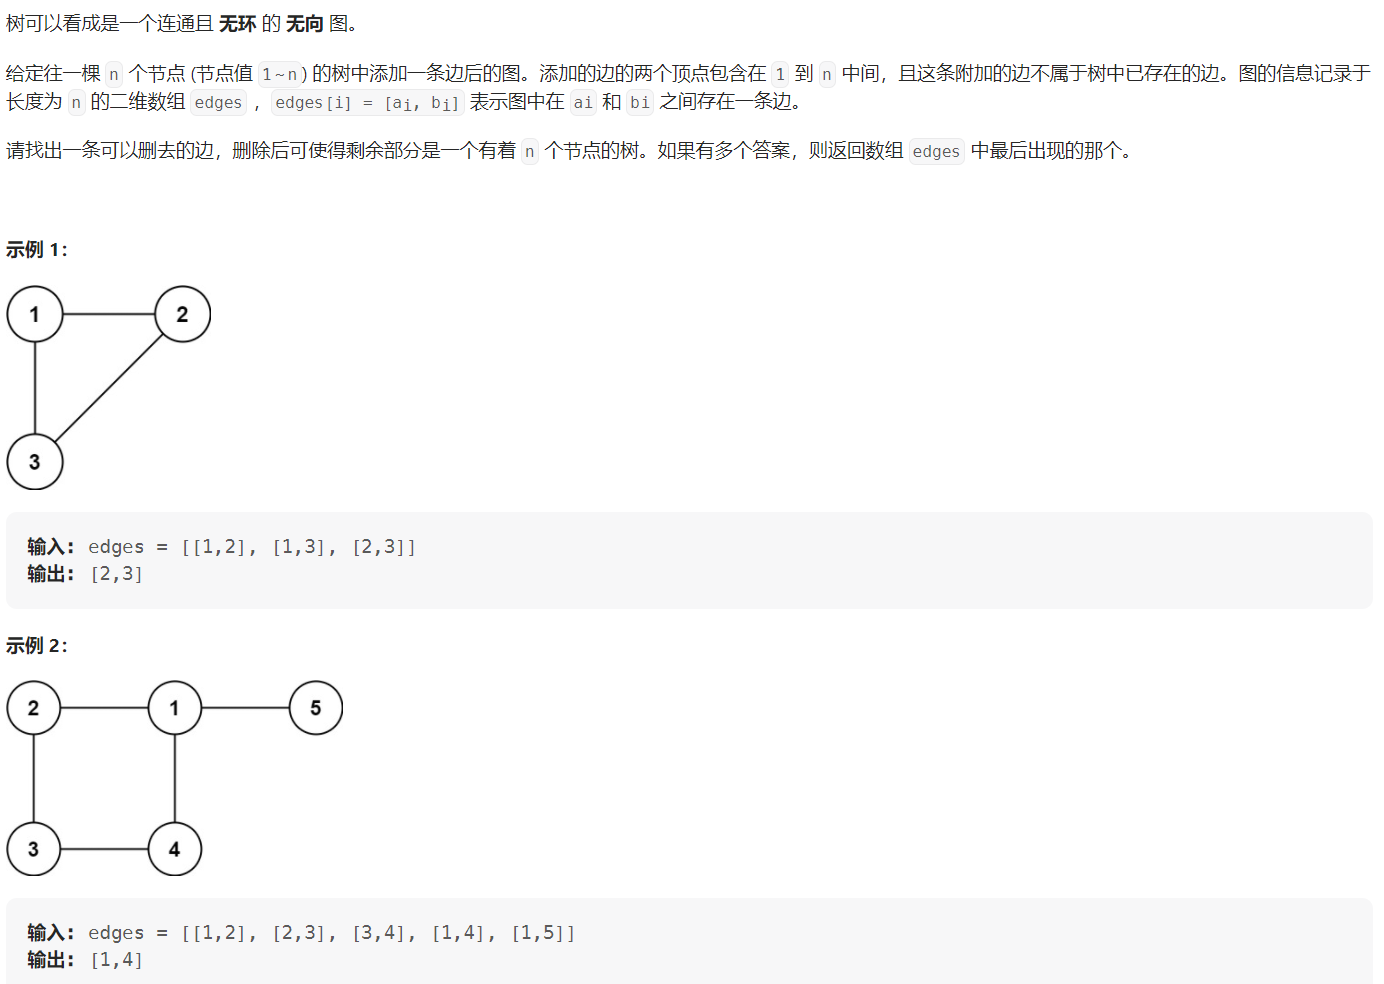 树可以看成是一个连通且 无环 的 无向 图。
给定往一棵 n 个节点 (节点值 1~n) 的树中添加一条边后的图。添加的边的两个顶点包含在 1 到 n 中间，且这条附加的边不属于树中已存在的边。图的信息记录于
长度为 n 的二维数组 edges ，edges[i] = [ai, bi] 表示图中在 ai 和 bi 之间存在一条边。
请找出一条可以删去的边，删除后可使得剩余部分是一个有着 n 个节点的树。如果有多个答案，则返回数组 edges 中最后出现的那个。
示例 1：
1 2
3
输入： edges = [[1,2], [1,3], [2,3]]
输出： [2,3]
示例 2：
2 1 5
3 4
输入： edges = [[1,2], [2,3], [3,4], [1,4], [1,5]]
输出： [1,4]